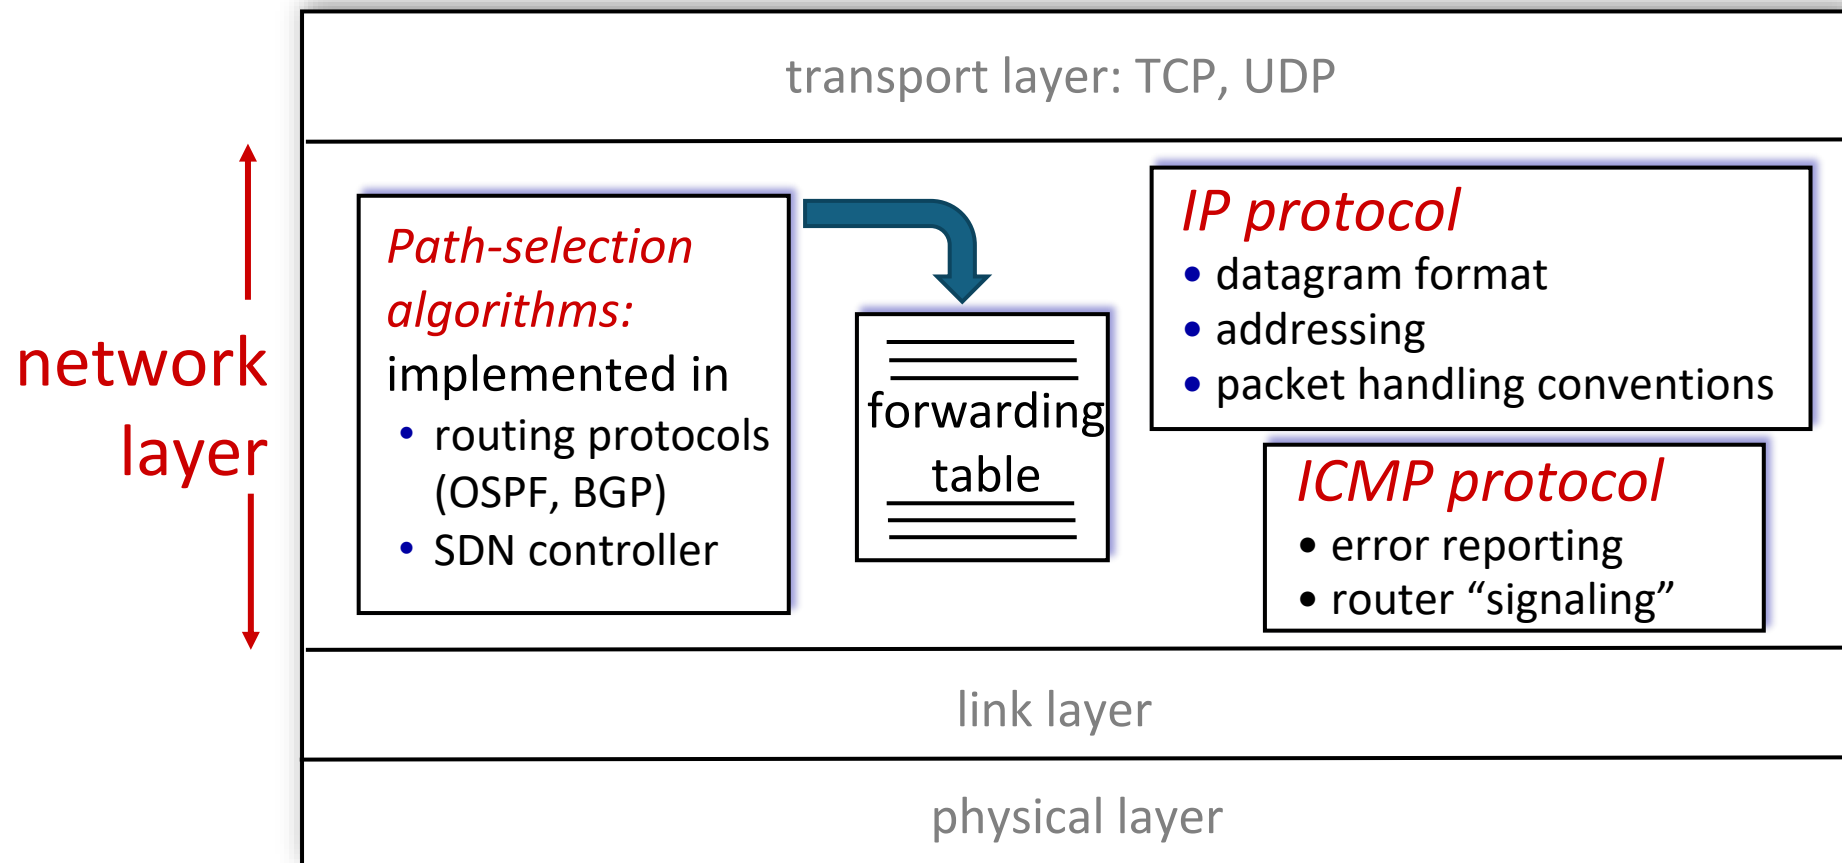 transport layer: TCP, UDP
network
layer
Path-selection
algorithms:
implemented in
• routing protocols
(OSPF, BGP)
• SDN controller
forwarding
table
IP protocol
• datagram format
• addressing
• packet handling conventions
ICMP protocol
• error reporting
• router “signaling”
link layer
physical layer